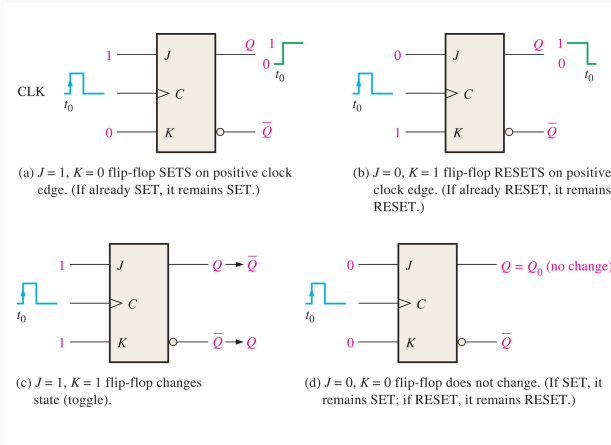 1 J Q 1
0
t0
CLK C
t0
0 K Q̅
(a) J = 1, K = 0 flip-flop SETS on positive clock
edge. (If already SET, it remains SET.)
0 J Q 1
0
t0
C
t0
1 K Q̅
(b) J = 0, K = 1 flip-flop RESETS on positive
clock edge. (If already RESET, it remains
RESET.)
1 J Q → Q̅
C
t0
1 K Q̅ → Q
(c) J = 1, K = 1 flip-flop changes
state (toggle).
0 J Q = Q0 (no change)
C
t0
0 K Q̅
(d) J = 0, K = 0 flip-flop does not change. (If SET, it
remains SET; if RESET, it remains RESET.)